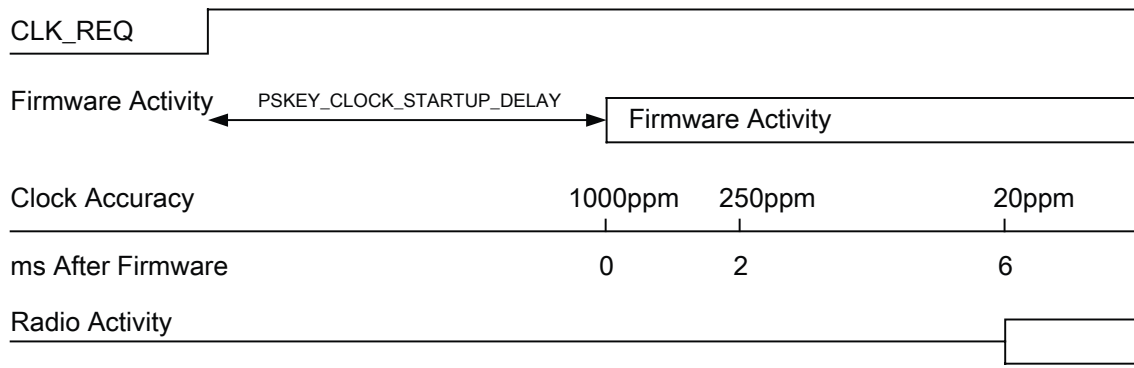 CLK_REQ
Firmware Activity
PSKEY_CLOCK_STARTUP_DELAY
Firmware Activity
Clock Accuracy 1000ppm 250ppm 20ppm
ms After Firmware 0 2 6
Radio Activity